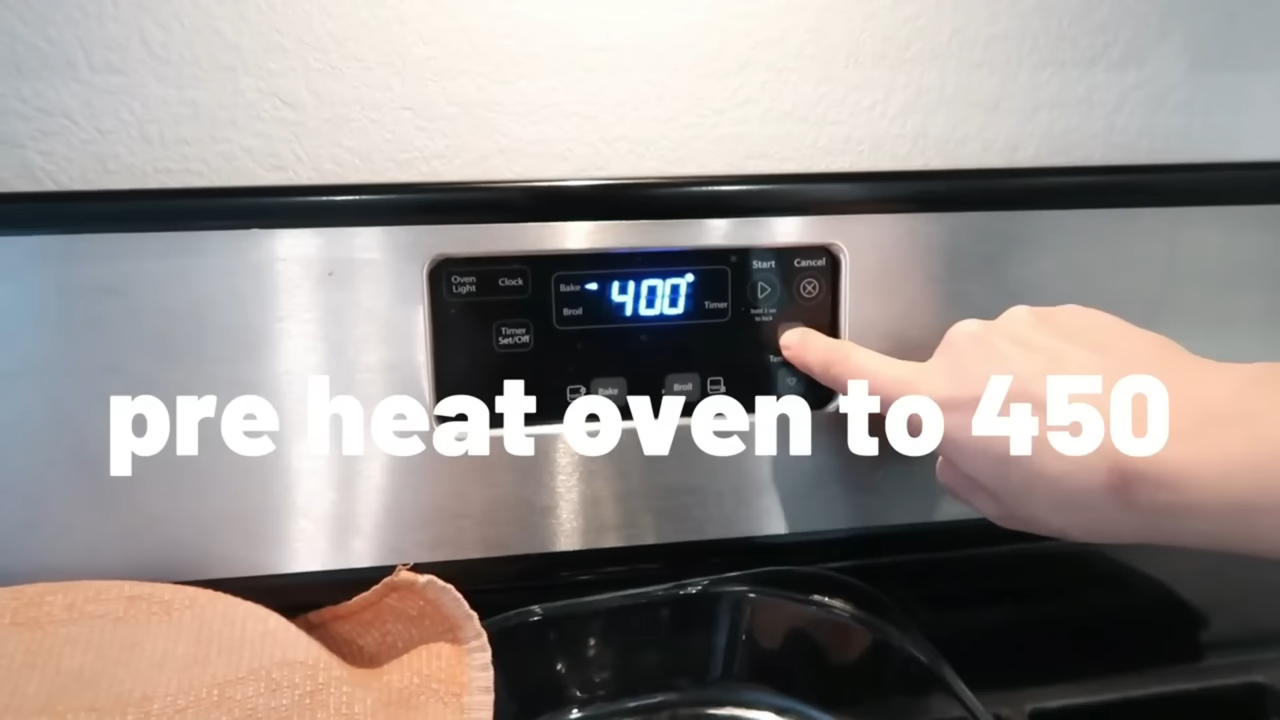 Oven
Light
Clock
Bake
400°
Broil
Timer
Start
Cancel
Timer
Set/Off
Bake
Broil
pre heat oven to 450